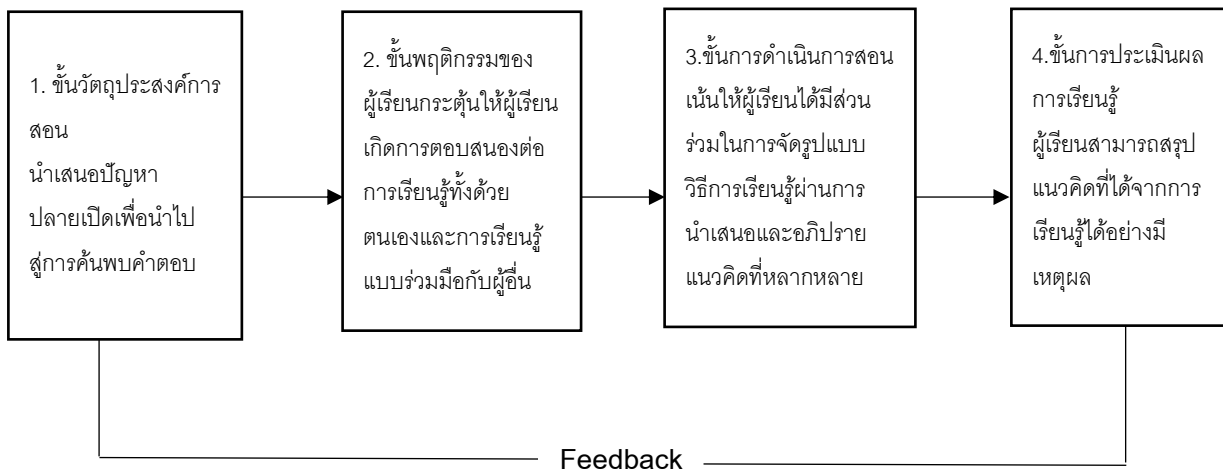 1. ขั้นวัตถุประสงค์การ
สอน
นำเสนอปัญหา
ปลายเปิดเพื่อนำไป
สู่การค้นพบคำตอบ
2. ขั้นพฤติกรรมของ
ผู้เรียนกระตุ้นให้ผู้เรียน
เกิดการตอบสนองต่อ
การเรียนรู้ทั้งด้วย
ตนเองและการเรียนรู้
แบบร่วมมือกับผู้อื่น
3.ขั้นการดำเนินการสอน
เน้นให้ผู้เรียนได้มีส่วน
ร่วมในการจัดรูปแบบ
วิธีการเรียนรู้ผ่านการ
นำเสนอและอภิปราย
แนวคิดที่หลากหลาย
4.ขั้นการประเมินผล
การเรียนรู้
ผู้เรียนสามารถสรุป
แนวคิดที่ได้จากการ
เรียนรู้ได้อย่างมี
เหตุผล
Feedback